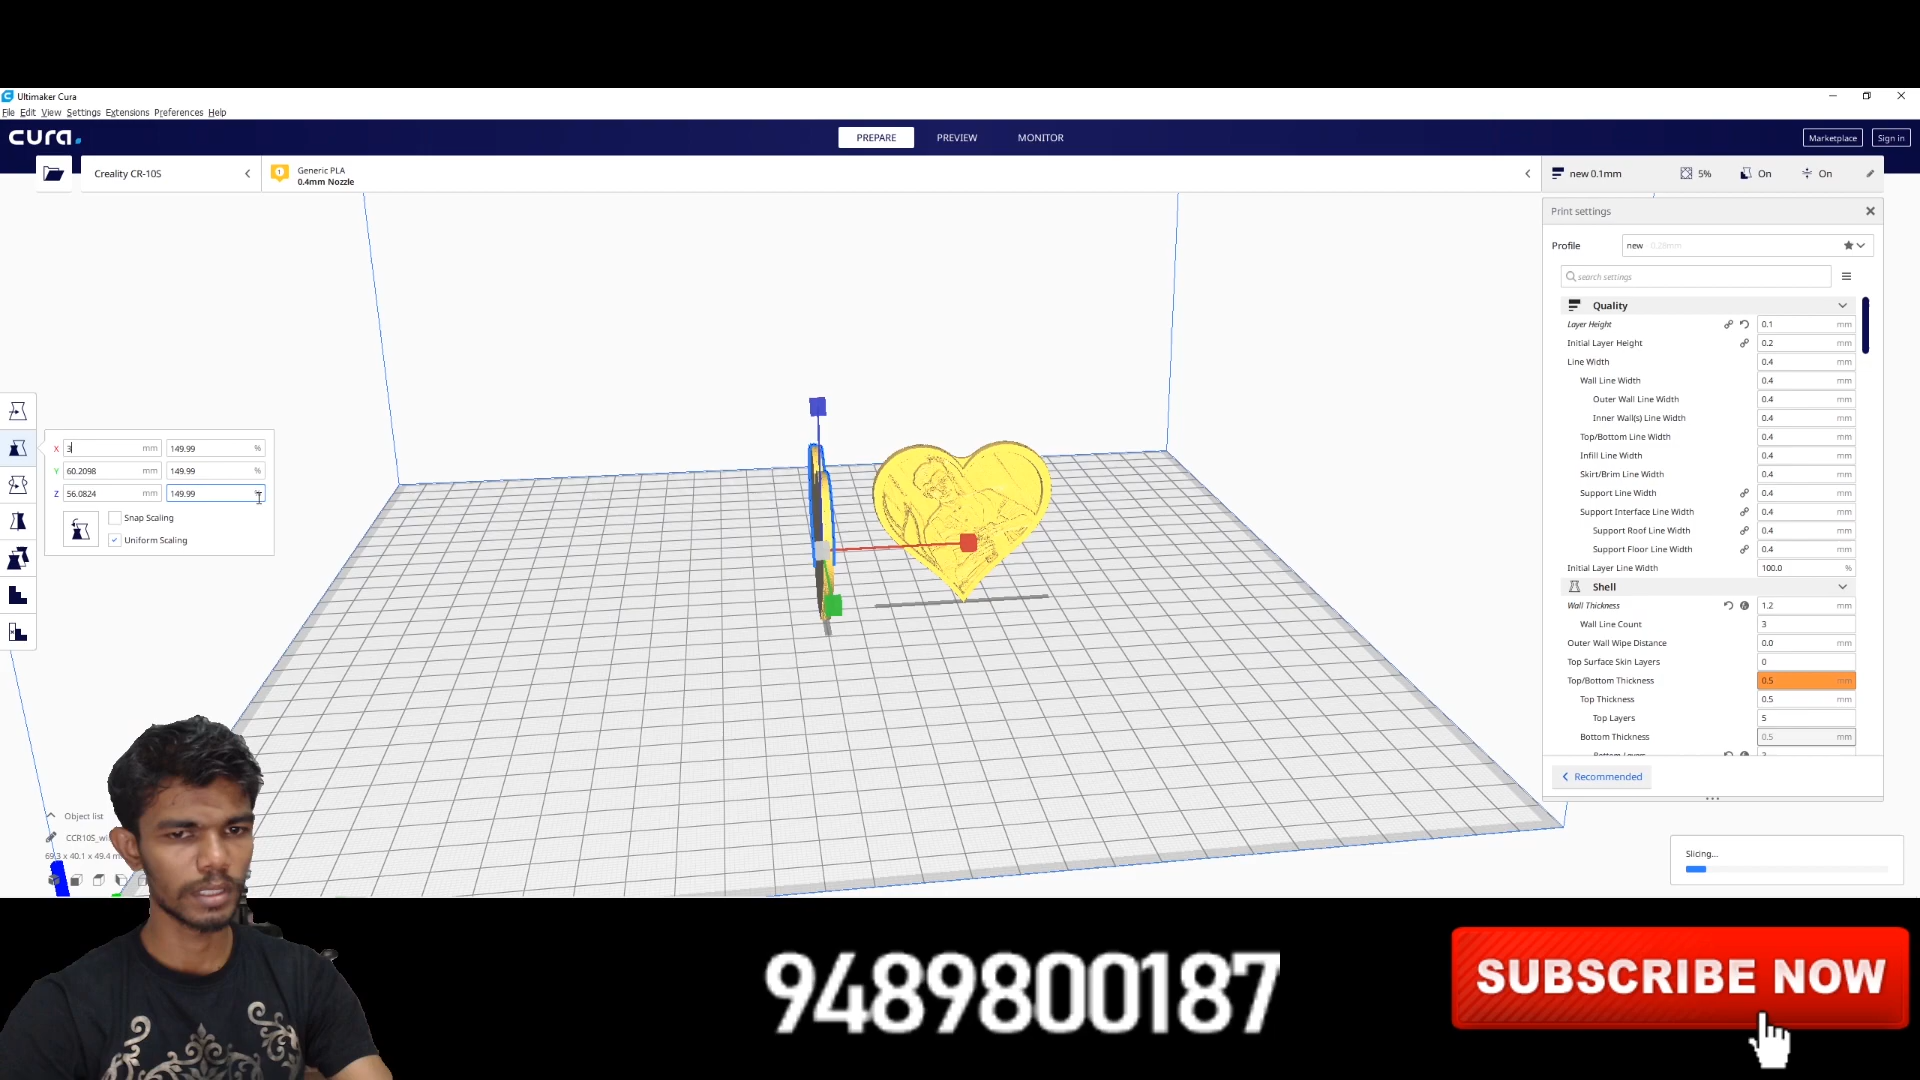 Ultimaker Cura
File Edit View Settings Extensions Preferences Help
cura.
PREPARE PREVIEW MONITOR
Marketplace Sign in
Creality CR-10S
Generic PLA
0.4mm Nozzle
new 0.1mm 5% On On
Print settings
Profile new 0.28mm
search settings
Quality
Layer Height 0.1 mm
Initial Layer Height 0.2 mm
Line Width 0.4 mm
Wall Line Width 0.4 mm
Outer Wall Line Width 0.4 mm
Inner Wall(s) Line Width 0.4 mm
Top/Bottom Line Width 0.4 mm
Infill Line Width 0.4 mm
Skirt/Brim Line Width 0.4 mm
Support Line Width 0.4 mm
Support Interface Line Width 0.4 mm
Support Roof Line Width 0.4 mm
Support Floor Line Width 0.4 mm
Initial Layer Line Width 100.0 %
Shell
Wall Thickness 1.2 mm
Wall Line Count 3
Outer Wall Wipe Distance 0.0 mm
Top Surface Skin Layers 0
Top/Bottom Thickness 0.5 mm
Top Thickness 0.5 mm
Top Layers 5
Bottom Thickness 0.5 mm
Recommended
X 3 mm 149.99 %
Y 60.2098 mm 149.99 %
Z 56.0824 mm 149.99 %
Snap Scaling
Uniform Scaling
Object list
CCR10S_wi
69.3 x 40.1 x 49.4 m
Slicing...
9489800187
SUBSCRIBE NOW